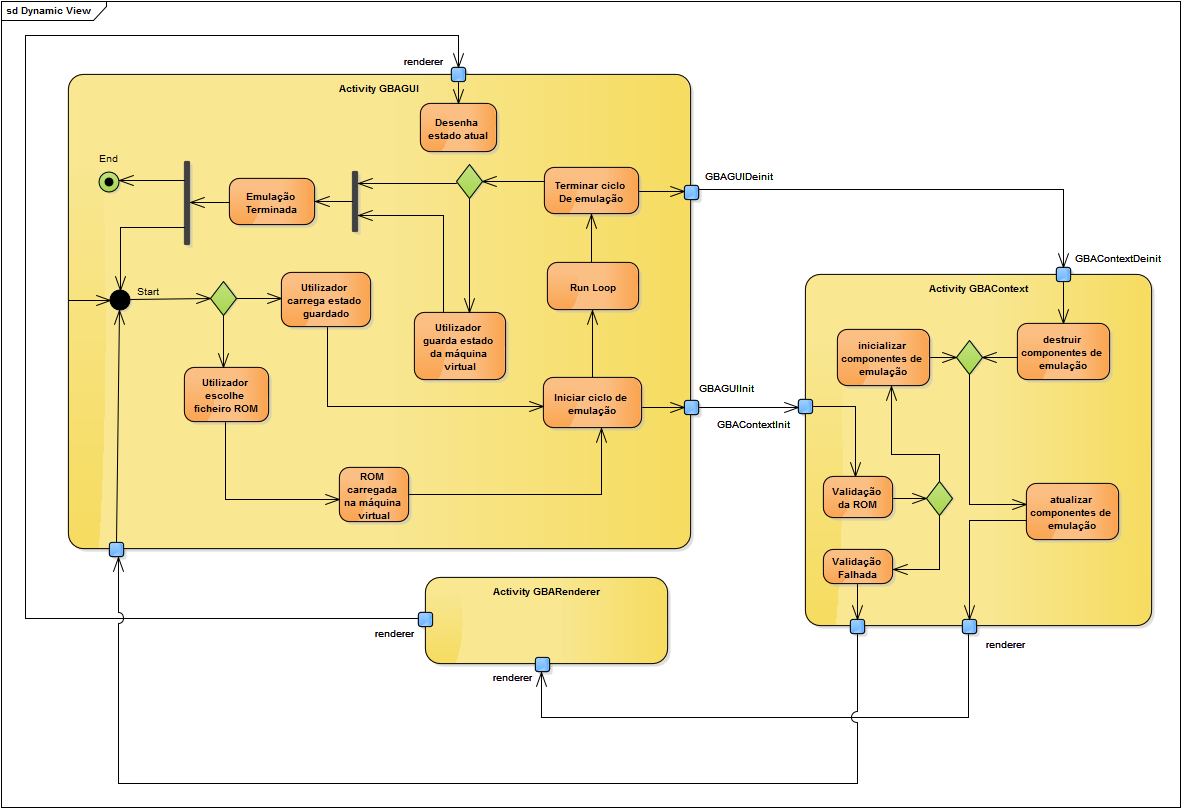 sd Dynamic View
renderer
Activity GBAGUI
Desenha
estado atual
End
Emulação
Terminada
Terminar ciclo
De emulação
GBAGUIDeinit
GBAContextDeinit
Start
Utilizador
carrega estado
guardado
Run Loop
Activity GBAContext
Utilizador
guarda estado
da máquina
virtual
inicializar
componentes de
emulação
destruir
componentes de
emulação
Utilizador
escolhe
ficheiro ROM
Iniciar ciclo de
emulação
GBAGUIInit
GBAContextInit
ROM
carregada
na máquina
virtual
Validação
da ROM
atualizar
componentes de
emulação
Validação
Falhada
Activity GBARenderer
renderer
renderer
renderer